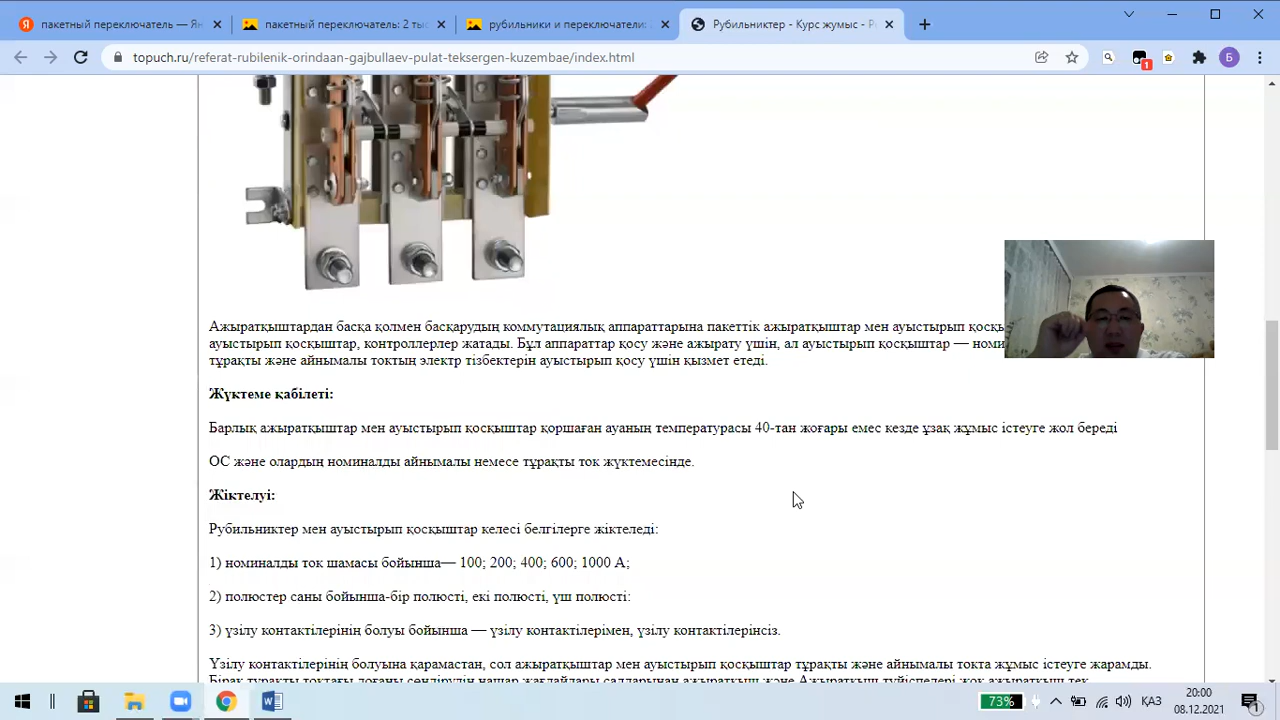 пакетный переключатель — Ян
пакетный переключатель: 2 тыс
рубильники и переключатели:
Рубильниктер - Курс жумыс - Р
topuch.ru/referat-rubilenik-orindaan-gajbullaev-pulat-teksergen-kuzembae/index.html
1
Б
Ажыратқыштардан басқа қолмен басқарудың коммутациялық аппараттарына пакеттік ажыратқыштар мен ауыстырып
ауыстырып қосқыштар, контроллерлер жатады. Бұл аппараттар қосу және ажырату үшін, ал ауыстырып қосқыштар —
тұрақты және айнымалы токтың электр тізбектерін ауыстырып қосу үшін қызмет етеді.
Жүктеме қабілеті:
Барлық ажыратқыштар мен ауыстырып қосқыштар қоршаған ауаның температурасы 40-тан жоғары емес кезде ұзақ жұмыс істеуге жол береді
ОС және олардың номиналды айнымалы немесе тұрақты ток жүктемесінде.
Жіктелуі:
Рубильниктер мен ауыстырып қосқыштар келесі белгілерге жіктеледі:
1) номиналды ток шамасы бойынша— 100; 200; 400; 600; 1000 А;
2) полюстер саны бойынша-бір полюсті, екі полюсті, үш полюсті:
3) үзілу контактілерінің болуы бойынша — үзілу контактілерімен, үзілу контактілерінсіз.
Үзілу контактілерінің болуына қарамастан, сол ажыратқыштар мен ауыстырып қосқыштар тұрақты және айнымалы токта жұмыс істеуге жарамды.
73%
ҚАЗ
20:00
08.12.2021
1